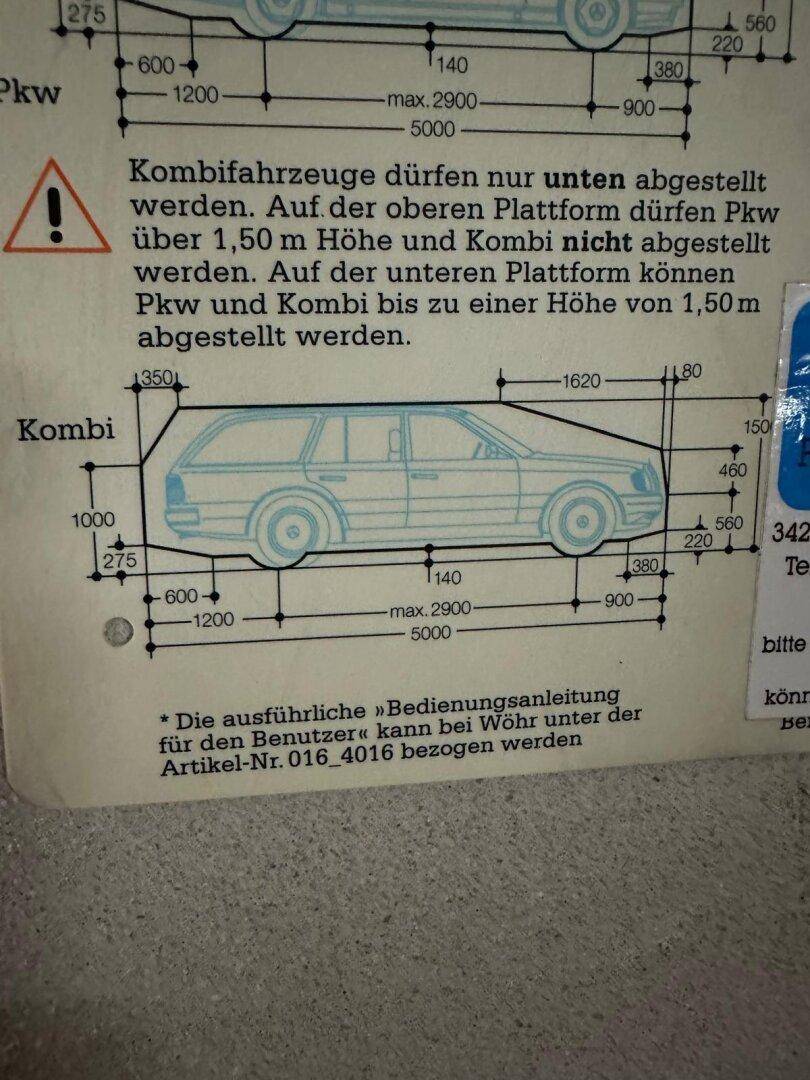 275
560
220
600
140
380
Pkw
1200
max. 2900
900
5000
Kombifahrzeuge dürfen nur unten abgestellt
werden. Auf der oberen Plattform dürfen Pkw
über 1,50 m Höhe und Kombi nicht abgestellt
werden. Auf der unteren Plattform können
Pkw und Kombi bis zu einer Höhe von 1,50 m
abgestellt werden.
350
1620
80
Kombi
150
460
1000
560
342
220
275
Te
140
380
600
max. 2900
900
1200
5000
bitte
* Die ausführliche »Bedienungsanleitung
für den Benutzer« kann bei Wöhr unter der
Artikel-Nr. 016_4016 bezogen werden
könn